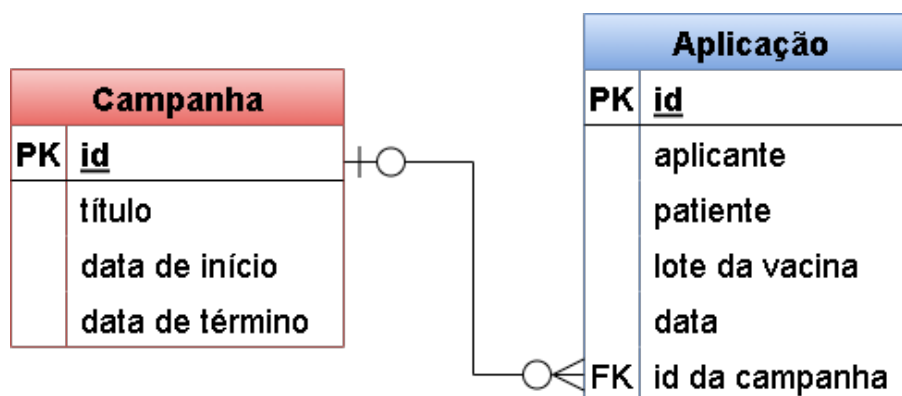 Campanha
PK id
título
data de início
data de término
Aplicação
PK id
aplicante
patiente
lote da vacina
data
FK id da campanha